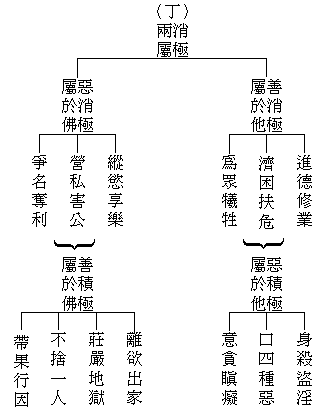 （丁）
消極
兩屬
善消極
屬於他
惡消極
屬於佛
進德修業
濟困扶危
為眾犧牲
縱慾享樂
營私害公
爭名奪利
惡積極
屬於他
善積極
屬於佛
身殺盜淫
口四種惡
意貪瞋癡
離欲出家
莊嚴地獄
不捨一人
帶果行因